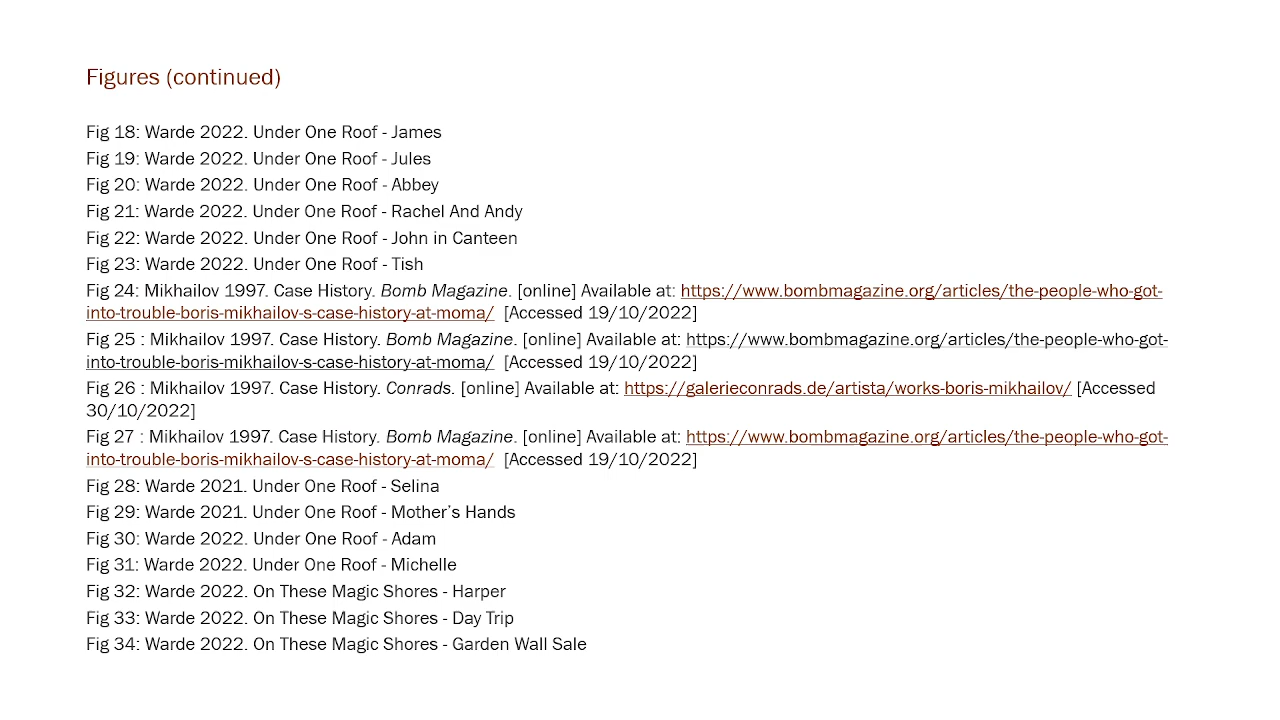 Figures (continued)
Fig 18: Warde 2022. Under One Roof - James
Fig 19: Warde 2022. Under One Roof - Jules
Fig 20: Warde 2022. Under One Roof - Abbey
Fig 21: Warde 2022. Under One Roof - Rachel And Andy
Fig 22: Warde 2022. Under One Roof - John in Canteen
Fig 23: Warde 2022. Under One Roof - Tish
Fig 24: Mikhailov 1997. Case History. Bomb Magazine. [online] Available at: https://www.bombmagazine.org/articles/the-people-who-got-
into-trouble-boris-mikhailov-s-case-history-at-moma/ [Accessed 19/10/2022]
Fig 25 : Mikhailov 1997. Case History. Bomb Magazine. [online] Available at: https://www.bombmagazine.org/articles/the-people-who-got-
into-trouble-boris-mikhailov-s-case-history-at-moma/ [Accessed 19/10/2022]
Fig 26 : Mikhailov 1997. Case History. Conrads. [online] Available at: https://galerieconrads.de/artista/works-boris-mikhailov/ [Accessed
30/10/2022]
Fig 27 : Mikhailov 1997. Case History. Bomb Magazine. [online] Available at: https://www.bombmagazine.org/articles/the-people-who-got-
into-trouble-boris-mikhailov-s-case-history-at-moma/ [Accessed 19/10/2022]
Fig 28: Warde 2021. Under One Roof - Selina
Fig 29: Warde 2021. Under One Roof - Mother's Hands
Fig 30: Warde 2022. Under One Roof - Adam
Fig 31: Warde 2022. Under One Roof - Michelle
Fig 32: Warde 2022. On These Magic Shores - Harper
Fig 33: Warde 2022. On These Magic Shores - Day Trip
Fig 34: Warde 2022. On These Magic Shores - Garden Wall Sale